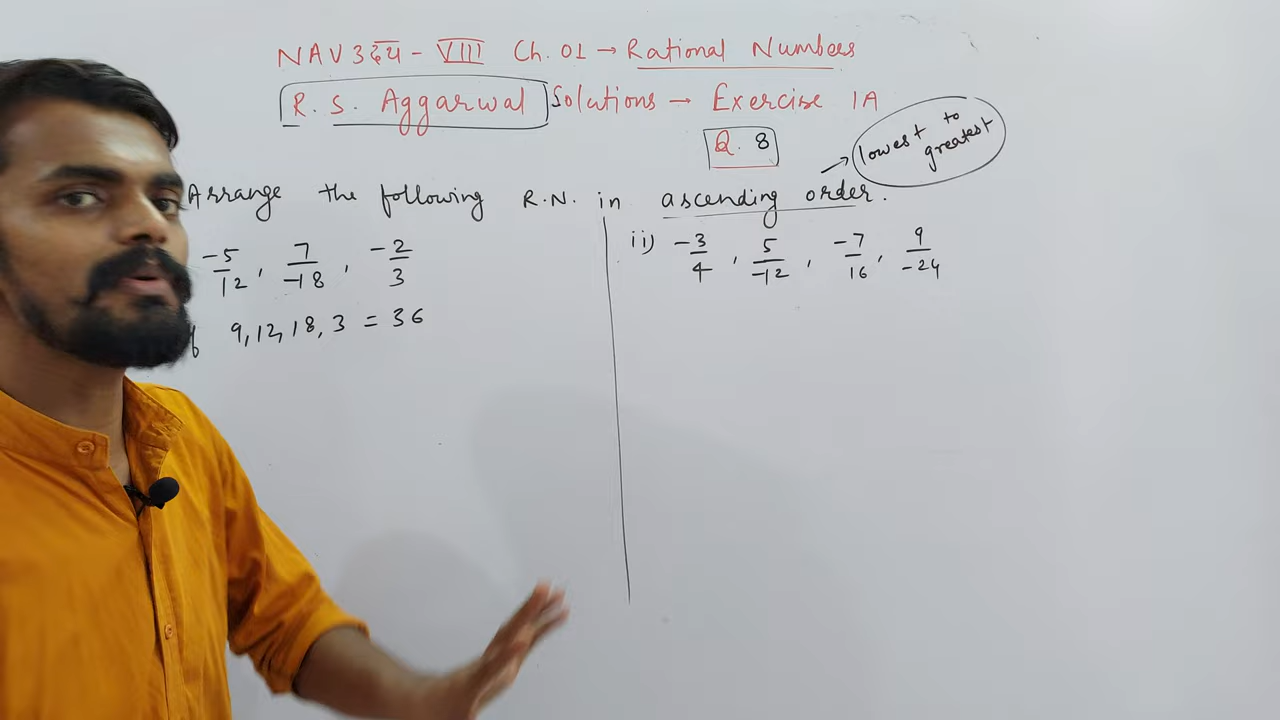 NAV उदय - VIII Ch. 01 → Rational Numbers
R. S. Aggarwal Solutions → Exercise 1A
Q. 8
→ lowest to greatest
Arrange the following R.N. in ascending order.
-5/12, 7/-18, -2/3
ii) -3/4, 5/-12, -7/16, 9/-24
9,12,18,3 = 36